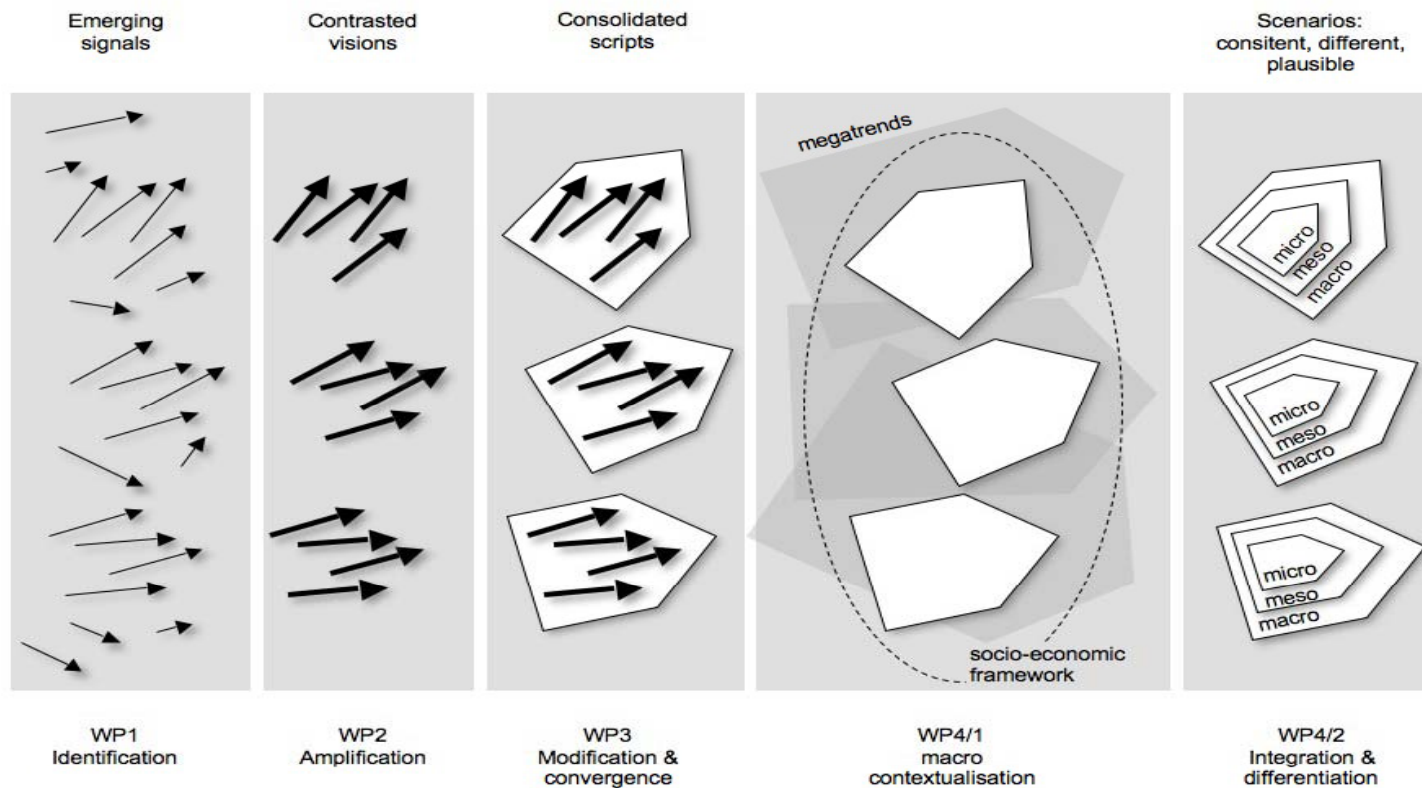 Emerging
signals
Contrasted
visions
Consolidated
scripts
Scenarios:
consitent, different,
plausible
megatrends
socio-economic
framework
micro
meso
macro
micro
meso
macro
micro
meso
macro
WP1
Identification
WP2
Amplification
WP3
Modification &
convergence
WP4/1
macro
contextualisation
WP4/2
Integration &
differentiation